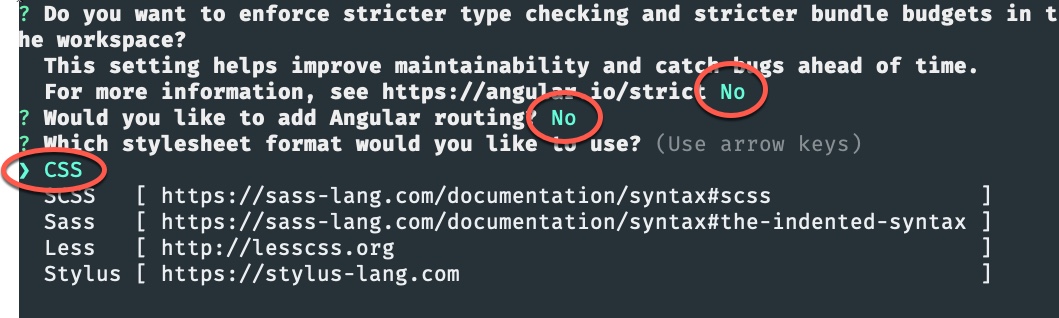 ? Do you want to enforce stricter type checking and stricter bundle budgets in t
he workspace?
This setting helps improve maintainability and catch bugs ahead of time.
For more information, see https://angular.io/strict No
? Would you like to add Angular routing? No
? Which stylesheet format would you like to use? (Use arrow keys)
❯ CSS
SCSS [ https://sass-lang.com/documentation/syntax#scss ]
Sass [ https://sass-lang.com/documentation/syntax#the-indented-syntax ]
Less [ http://lesscss.org ]
Stylus [ https://stylus-lang.com ]